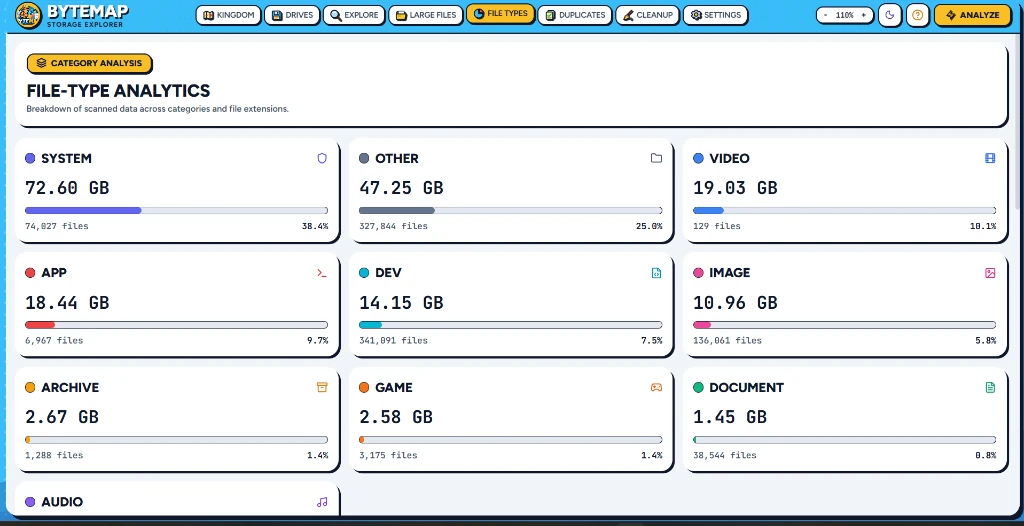 BYTEMAP
STORAGE EXPLORER
KINGDOM
DRIVES
EXPLORE
LARGE FILES
FILE TYPES
DUPLICATES
CLEANUP
SETTINGS
- 110% +
ANALYZE
CATEGORY ANALYSIS
FILE-TYPE ANALYTICS
Breakdown of scanned data across categories and file extensions.
SYSTEM
72.60 GB
74,027 files 38.4%
OTHER
47.25 GB
327,844 files 25.0%
VIDEO
19.03 GB
129 files 10.1%
APP
18.44 GB
6,967 files 9.7%
DEV
14.15 GB
341,091 files 7.5%
IMAGE
10.96 GB
136,061 files 5.8%
ARCHIVE
2.67 GB
1,288 files 1.4%
GAME
2.58 GB
3,175 files 1.4%
DOCUMENT
1.45 GB
38,544 files 0.8%
AUDIO